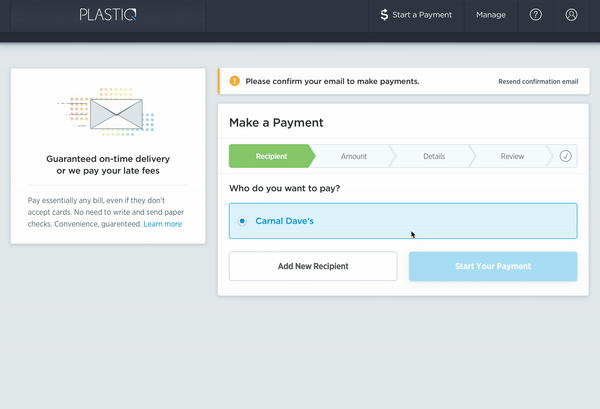 PLASTIQ
$ Start a Payment
Manage
?
Guaranteed on-time delivery
or we pay your late fees
Pay essentially any bill, even if they don't
accept cards. No need to write and send paper
checks. Convenience, guaranteed. Learn more
! Please confirm your email to make payments.
Resend confirmation email
Make a Payment
Recipient
Amount
Details
Review
Who do you want to pay?
Carnal Dave's
Add New Recipient
Start Your Payment